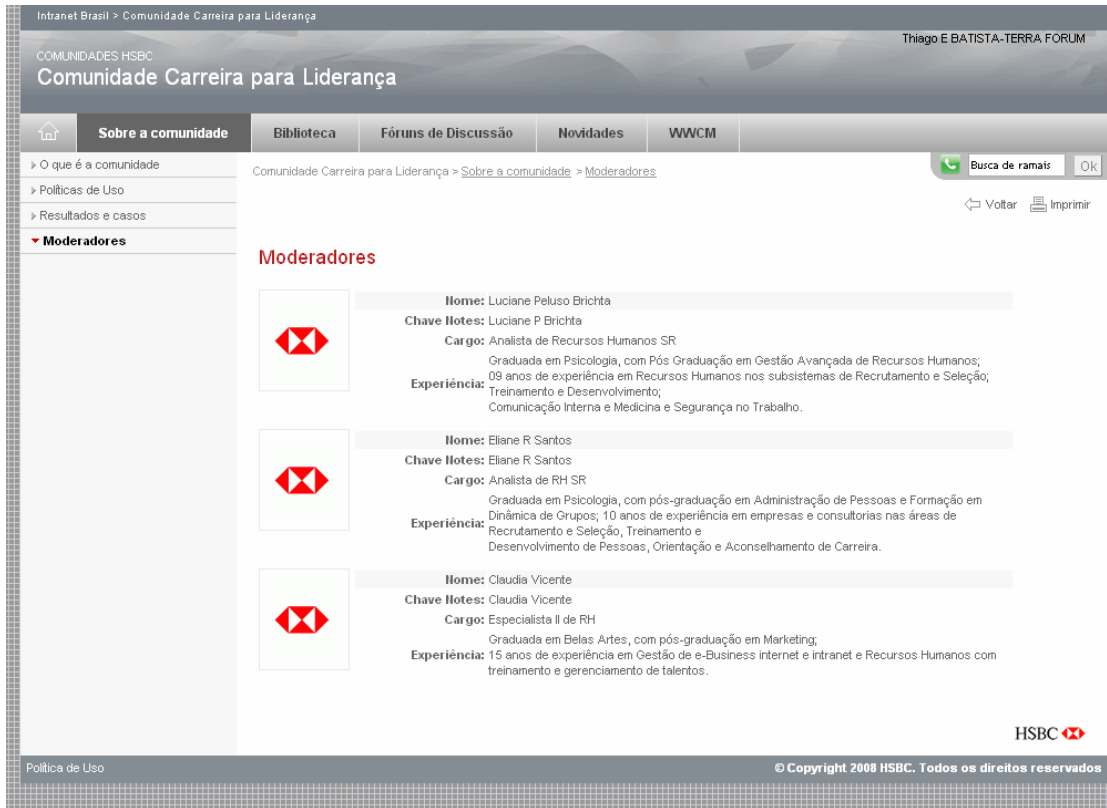 Intranet Brasil > Comunidade Carreira para Liderança
Thiago E BATISTA-TERRA FORUM
COMUNIDADES HSBC
Comunidade Carreira para Liderança
Sobre a comunidade Biblioteca Fóruns de Discussão Novidades WWCM
O que é a comunidade
Políticas de Uso
Resultados e casos
Moderadores
Comunidade Carreira para Liderança > Sobre a comunidade > Moderadores
Busca de ramais Ok
Voltar Imprimir
Moderadores
Nome: Luciane Peluso Brichta
Chave Notes: Luciane P Brichta
Cargo: Analista de Recursos Humanos SR
Experiência: Graduada em Psicologia, com Pós Graduação em Gestão Avançada de Recursos Humanos;
09 anos de experiência em Recursos Humanos nos subsistemas de Recrutamento e Seleção;
Treinamento e Desenvolvimento;
Comunicação Interna e Medicina e Segurança no Trabalho.
Nome: Eliane R Santos
Chave Notes: Eliane R Santos
Cargo: Analista de RH SR
Experiência: Graduada em Psicologia, com pós-graduação em Administração de Pessoas e Formação em
Dinâmica de Grupos; 10 anos de experiência em empresas e consultorias nas áreas de
Recrutamento e Seleção, Treinamento e
Desenvolvimento de Pessoas, Orientação e Aconselhamento de Carreira.
Nome: Claudia Vicente
Chave Notes: Claudia Vicente
Cargo: Especialista II de RH
Experiência: Graduada em Belas Artes, com pós-graduação em Marketing;
15 anos de experiência em Gestão de e-Business internet e intranet e Recursos Humanos com
treinamento e gerenciamento de talentos.
HSBC
Política de Uso
© Copyright 2008 HSBC. Todos os direitos reservados